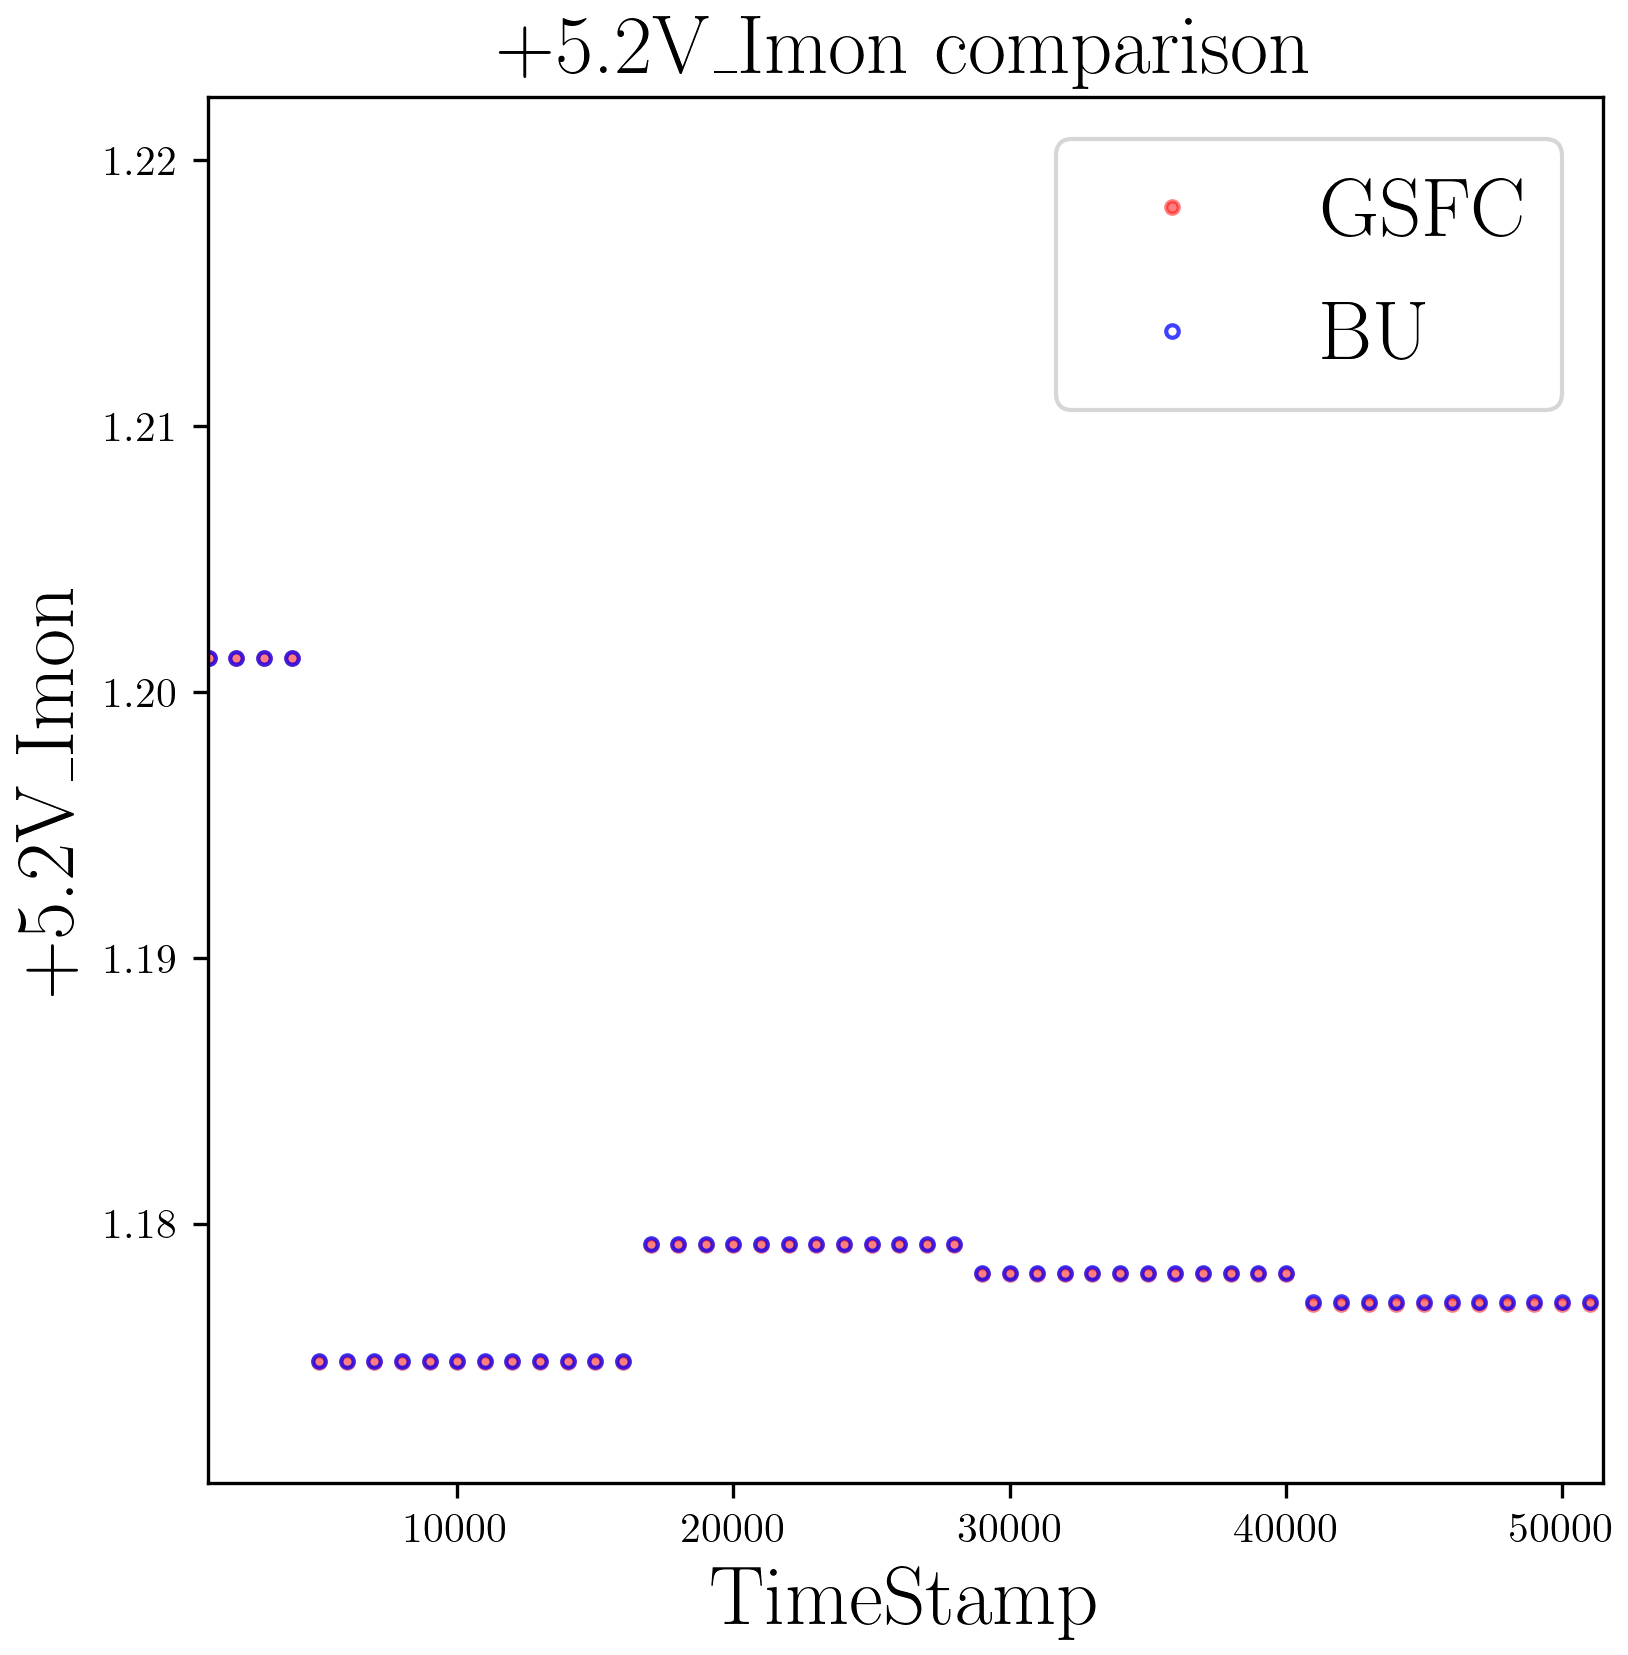 +5.2V_Imon comparison
GSFC
BU
1.22
1.21
1.20
1.19
1.18
+5.2V_Imon
10000 20000 30000 40000 50000
TimeStamp